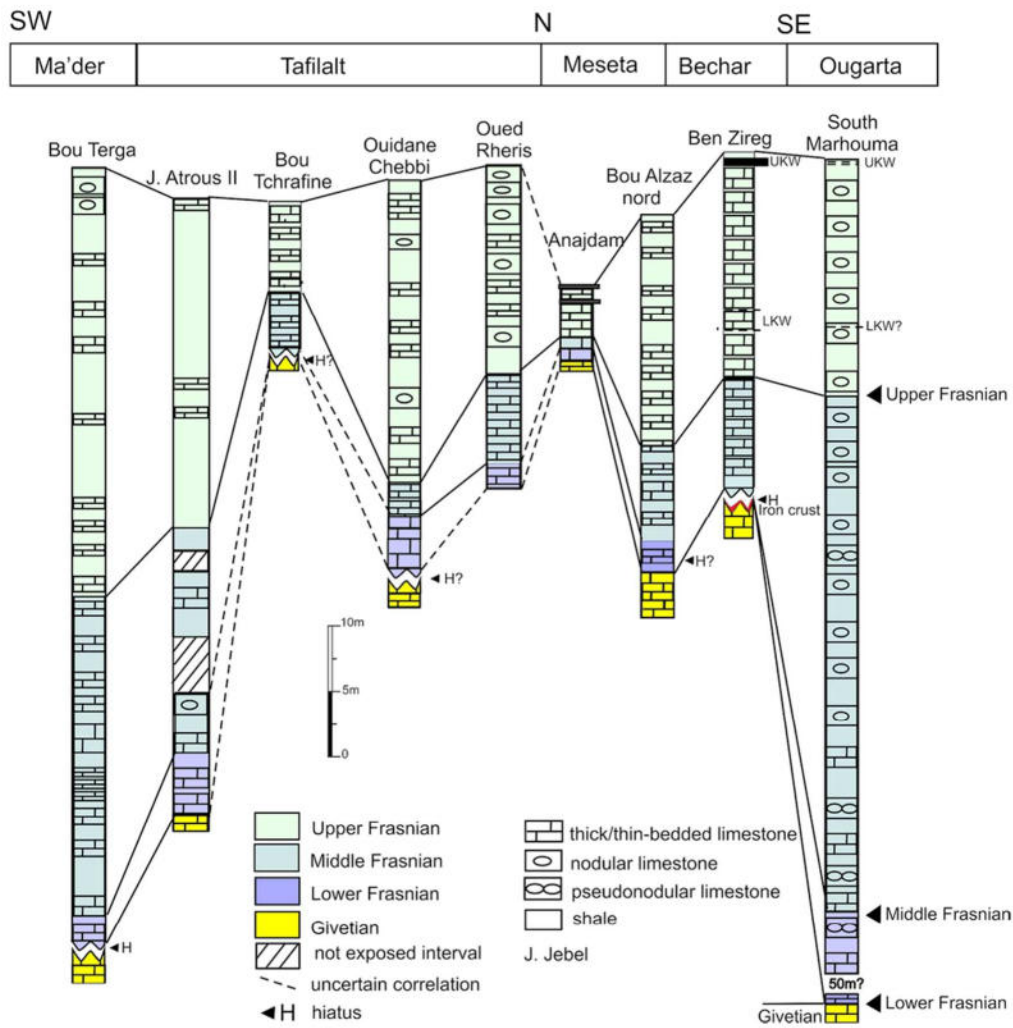 SW N SE
Ma'der Tafilalt Meseta Bechar Ougarta
Bou Terga
J. Atrous II
Bou
Tchrafine
Ouidane
Chebbi
Oued
Rheris
Anajdam
Bou Alzaz
nord
Ben Zireg
South
Marhouma
UKW
UKW
LKW
LKW?
Upper Frasnian
H?
H
Iron crust
H?
H?
10m
5m
0
Upper Frasnian
Middle Frasnian
Lower Frasnian
Givetian
not exposed interval
uncertain correlation
H hiatus
thick/thin-bedded limestone
nodular limestone
pseudonodular limestone
shale
J. Jebel
Middle Frasnian
H
50m?
Givetian
Lower Frasnian